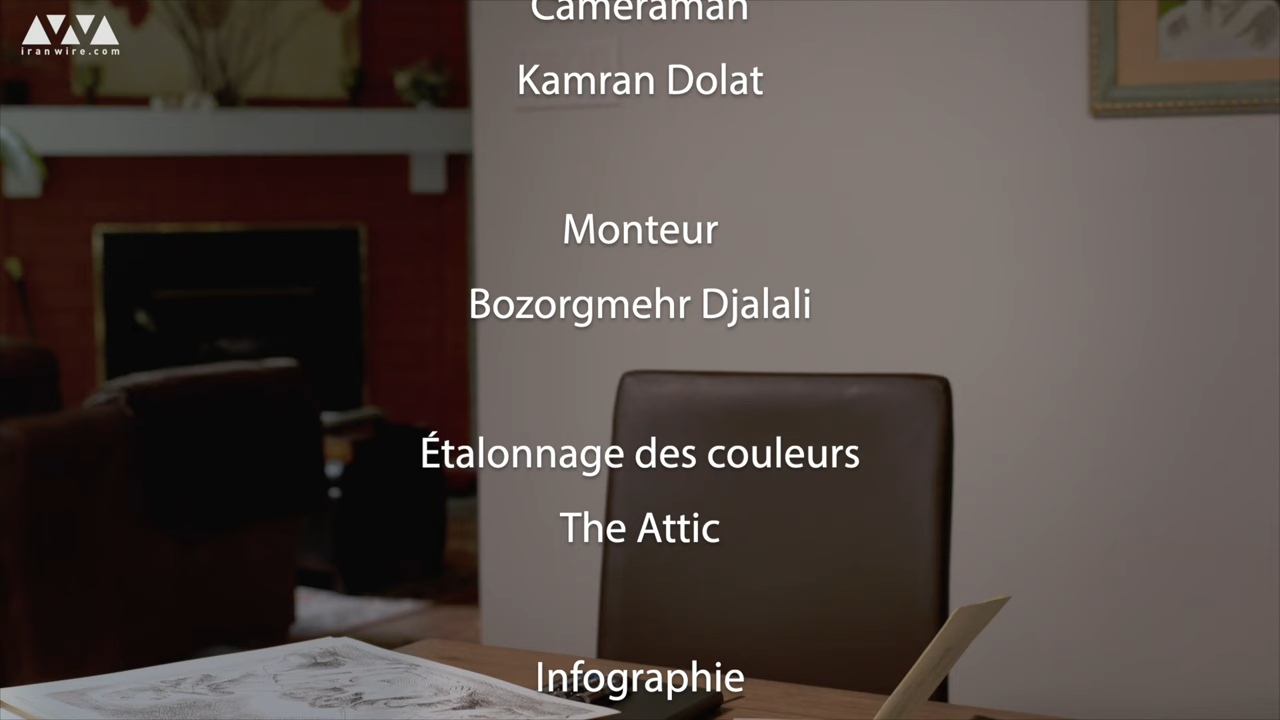 iranwire.com
Cameraman
Kamran Dolat
Monteur
Bozorgmehr Djalali
Étalonnage des couleurs
The Attic
Infographie